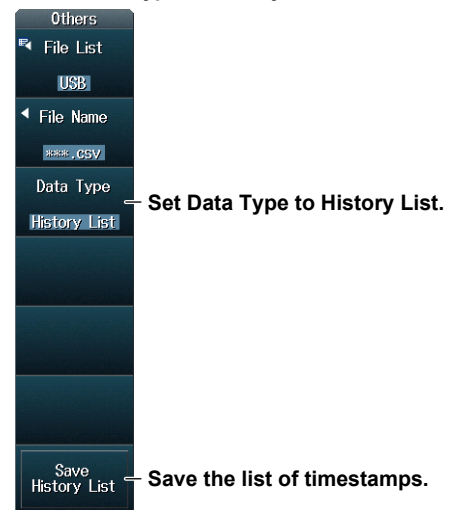 Others
File List
USB
File Name
***.CSV
Data Type
Set Data Type to History List.
History List
Save
History List
Save the list of timestamps.